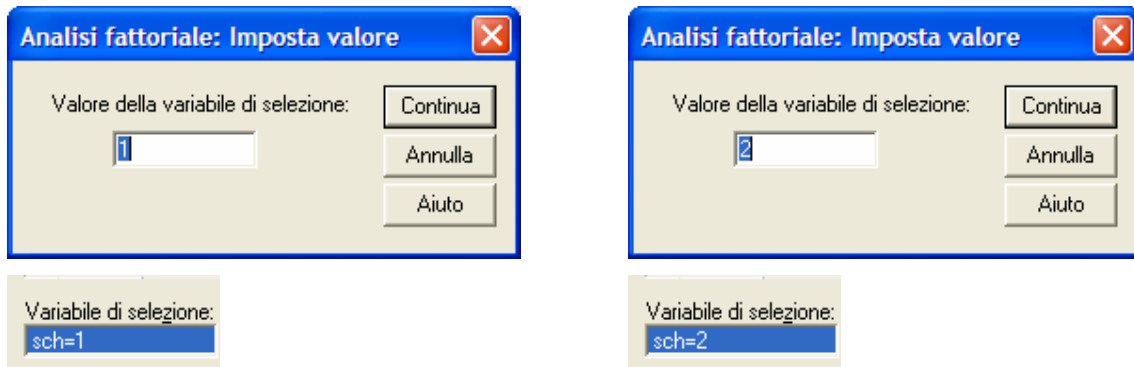 Analisi fattoriale: Imposta valore
Valore della variabile di selezione:
Continua
1
Annulla
Aiuto
Variabile di selezione:
sch=1
Analisi fattoriale: Imposta valore
Valore della variabile di selezione:
Continua
2
Annulla
Aiuto
Variabile di selezione:
sch=2